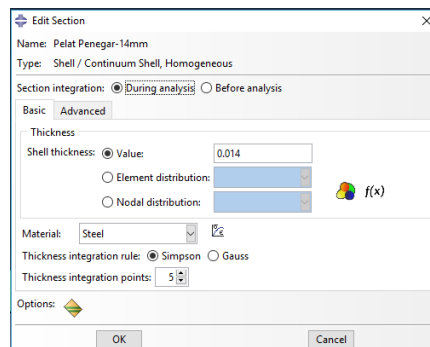 Edit Section
Name: Pelat Penegar-14mm
Type: Shell / Continuum Shell, Homogeneous
Section integration: During analysis Before analysis
Basic Advanced
Thickness
Shell thickness: Value: 0.014
Element distribution:
Nodal distribution:
f(x)
Material: Steel
Thickness integration rule: Simpson Gauss
Thickness integration points: 5
Options:
OK Cancel